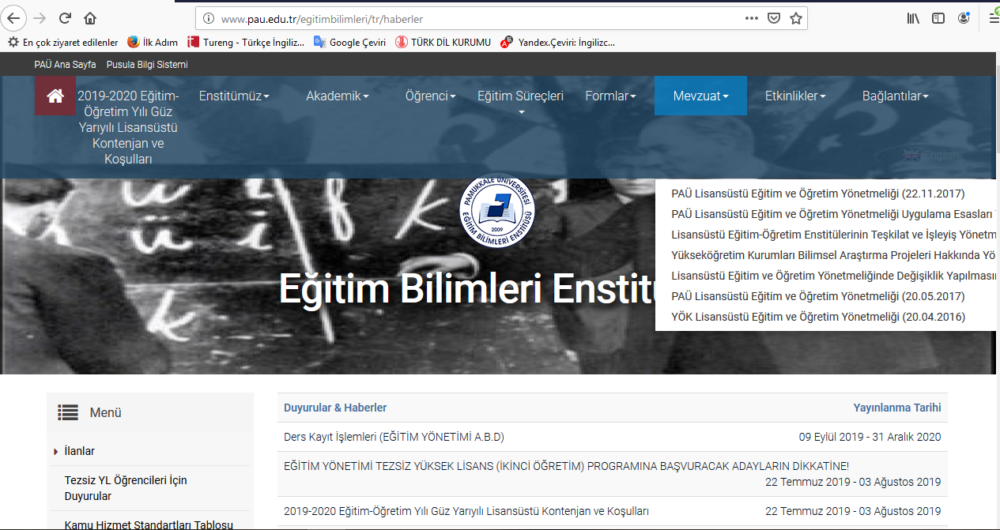 www.pau.edu.tr/egitimbilimleri/tr/haberler
En çok ziyaret edilenler İlk Adım Tureng - Türkçe İngiliz... Google Çeviri TÜRK DİL KURUMU Yandex.Çeviri: İngilizc...
PAÜ Ana Sayfa Pusula Bilgi Sistemi
2019-2020 Eğitim-
Öğretim Yılı Güz
Yarıyılı Lisansüstü
Kontenjan ve
Koşulları
Enstitümüz Akademik Öğrenci Eğitim Süreçleri Formlar Mevzuat Etkinlikler Bağlantılar
English
PAÜ Lisansüstü Eğitim ve Öğretim Yönetmeliği (22.11.2017)
PAÜ Lisansüstü Eğitim ve Öğretim Yönetmeliği Uygulama Esasları
Lisansüstü Eğitim-Öğretim Enstitülerinin Teşkilat ve İşleyiş Yönetm
Yükseköğretim Kurumları Bilimsel Araştırma Projeleri Hakkında Yö
Lisansüstü Eğitim ve Öğretim Yönetmeliğinde Değişiklik Yapılması
PAÜ Lisansüstü Eğitim ve Öğretim Yönetmeliği (20.05.2017)
YÖK Lisansüstü Eğitim ve Öğretim Yönetmeliği (20.04.2016)
PAMUKKALE ÜNİVERSİTESİ
EĞİTİM BİLİMLERİ ENSTİTÜSÜ
2009
Eğitim Bilimleri Enstitü
Menü
İlanlar
Tezsiz YL Öğrencileri İçin
Duyurular
Kamu Hizmet Standartları Tablosu
Duyurular & Haberler Yayınlanma Tarihi
Ders Kayıt İşlemleri (EĞİTİM YÖNETİMİ A.B.D) 09 Eylül 2019 - 31 Aralık 2020
EĞİTİM YÖNETİMİ TEZSİZ YÜKSEK LİSANS (İKİNCİ ÖĞRETİM) PROGRAMINA BAŞVURACAK ADAYLARIN DİKKATİNE!
22 Temmuz 2019 - 03 Ağustos 2019
2019-2020 Eğitim-Öğretim Yılı Güz Yarıyılı Lisansüstü Kontenjan ve Koşulları 22 Temmuz 2019 - 03 Ağustos 2019